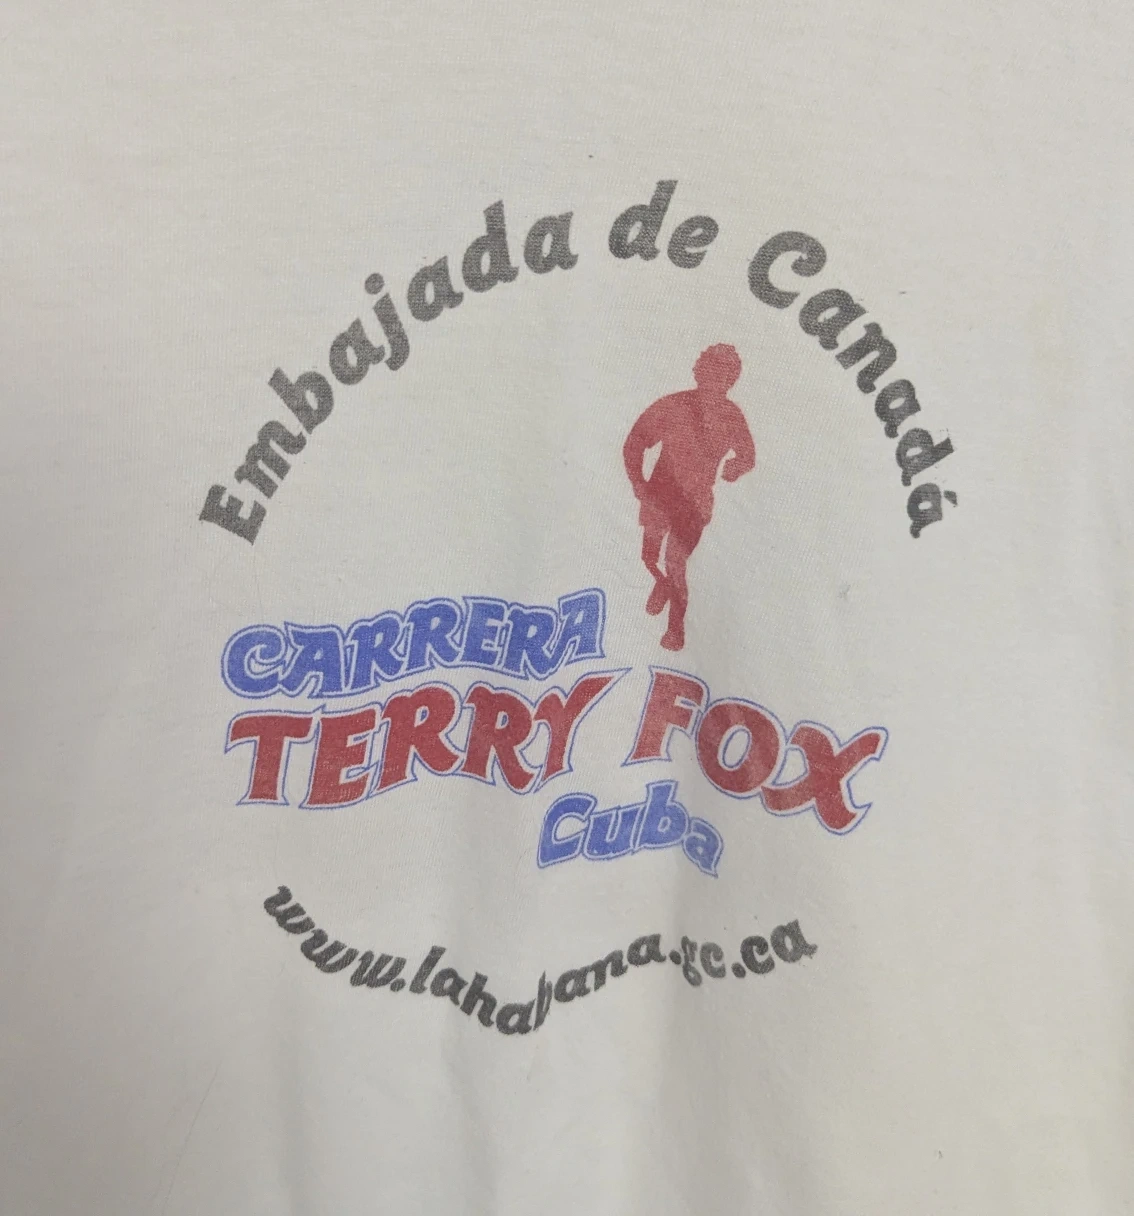 Embajada de Canadá
CARRERA
TERRY FOX
Cuba
www.lahabana.gc.ca